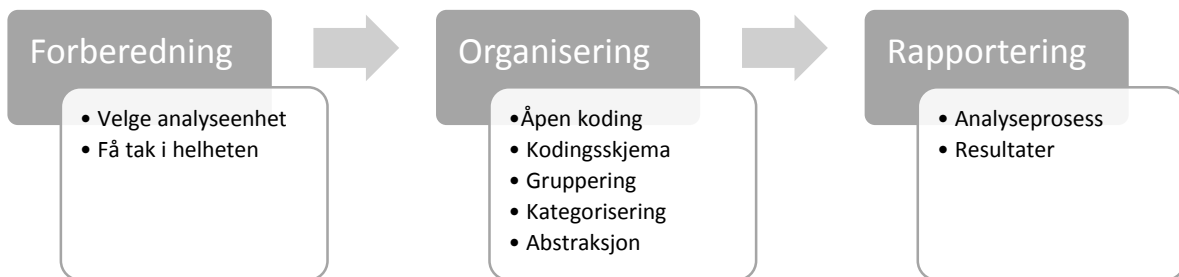 Forberedning
• Velge analyseenhet
• Få tak i helheten
Organisering
•Åpen koding
• Kodingsskjema
• Gruppering
• Kategorisering
• Abstraksjon
Rapportering
• Analyseprosess
• Resultater